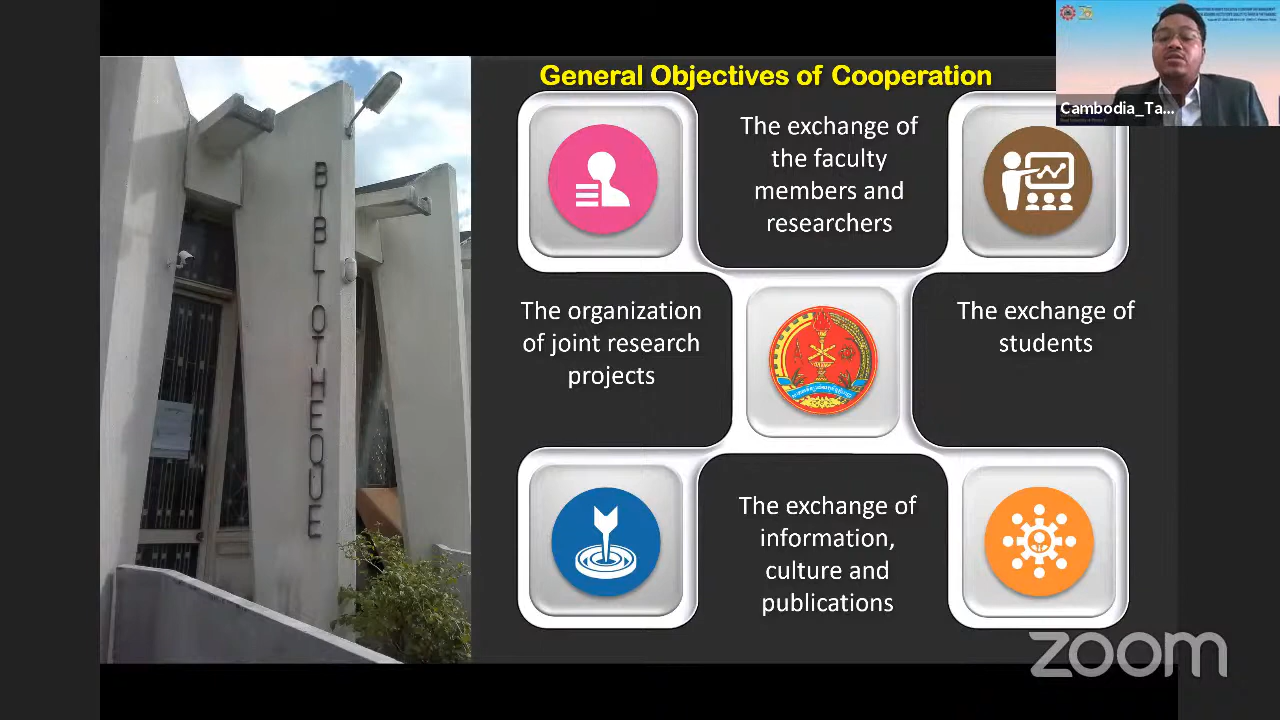 General Objectives of Cooperation
Cambodia_Ta...
The exchange of
the faculty
members and
researchers
The organization
of joint research
projects
The exchange of
students
The exchange of
information,
culture and
publications
BIBLIOTHEQUE
zoom